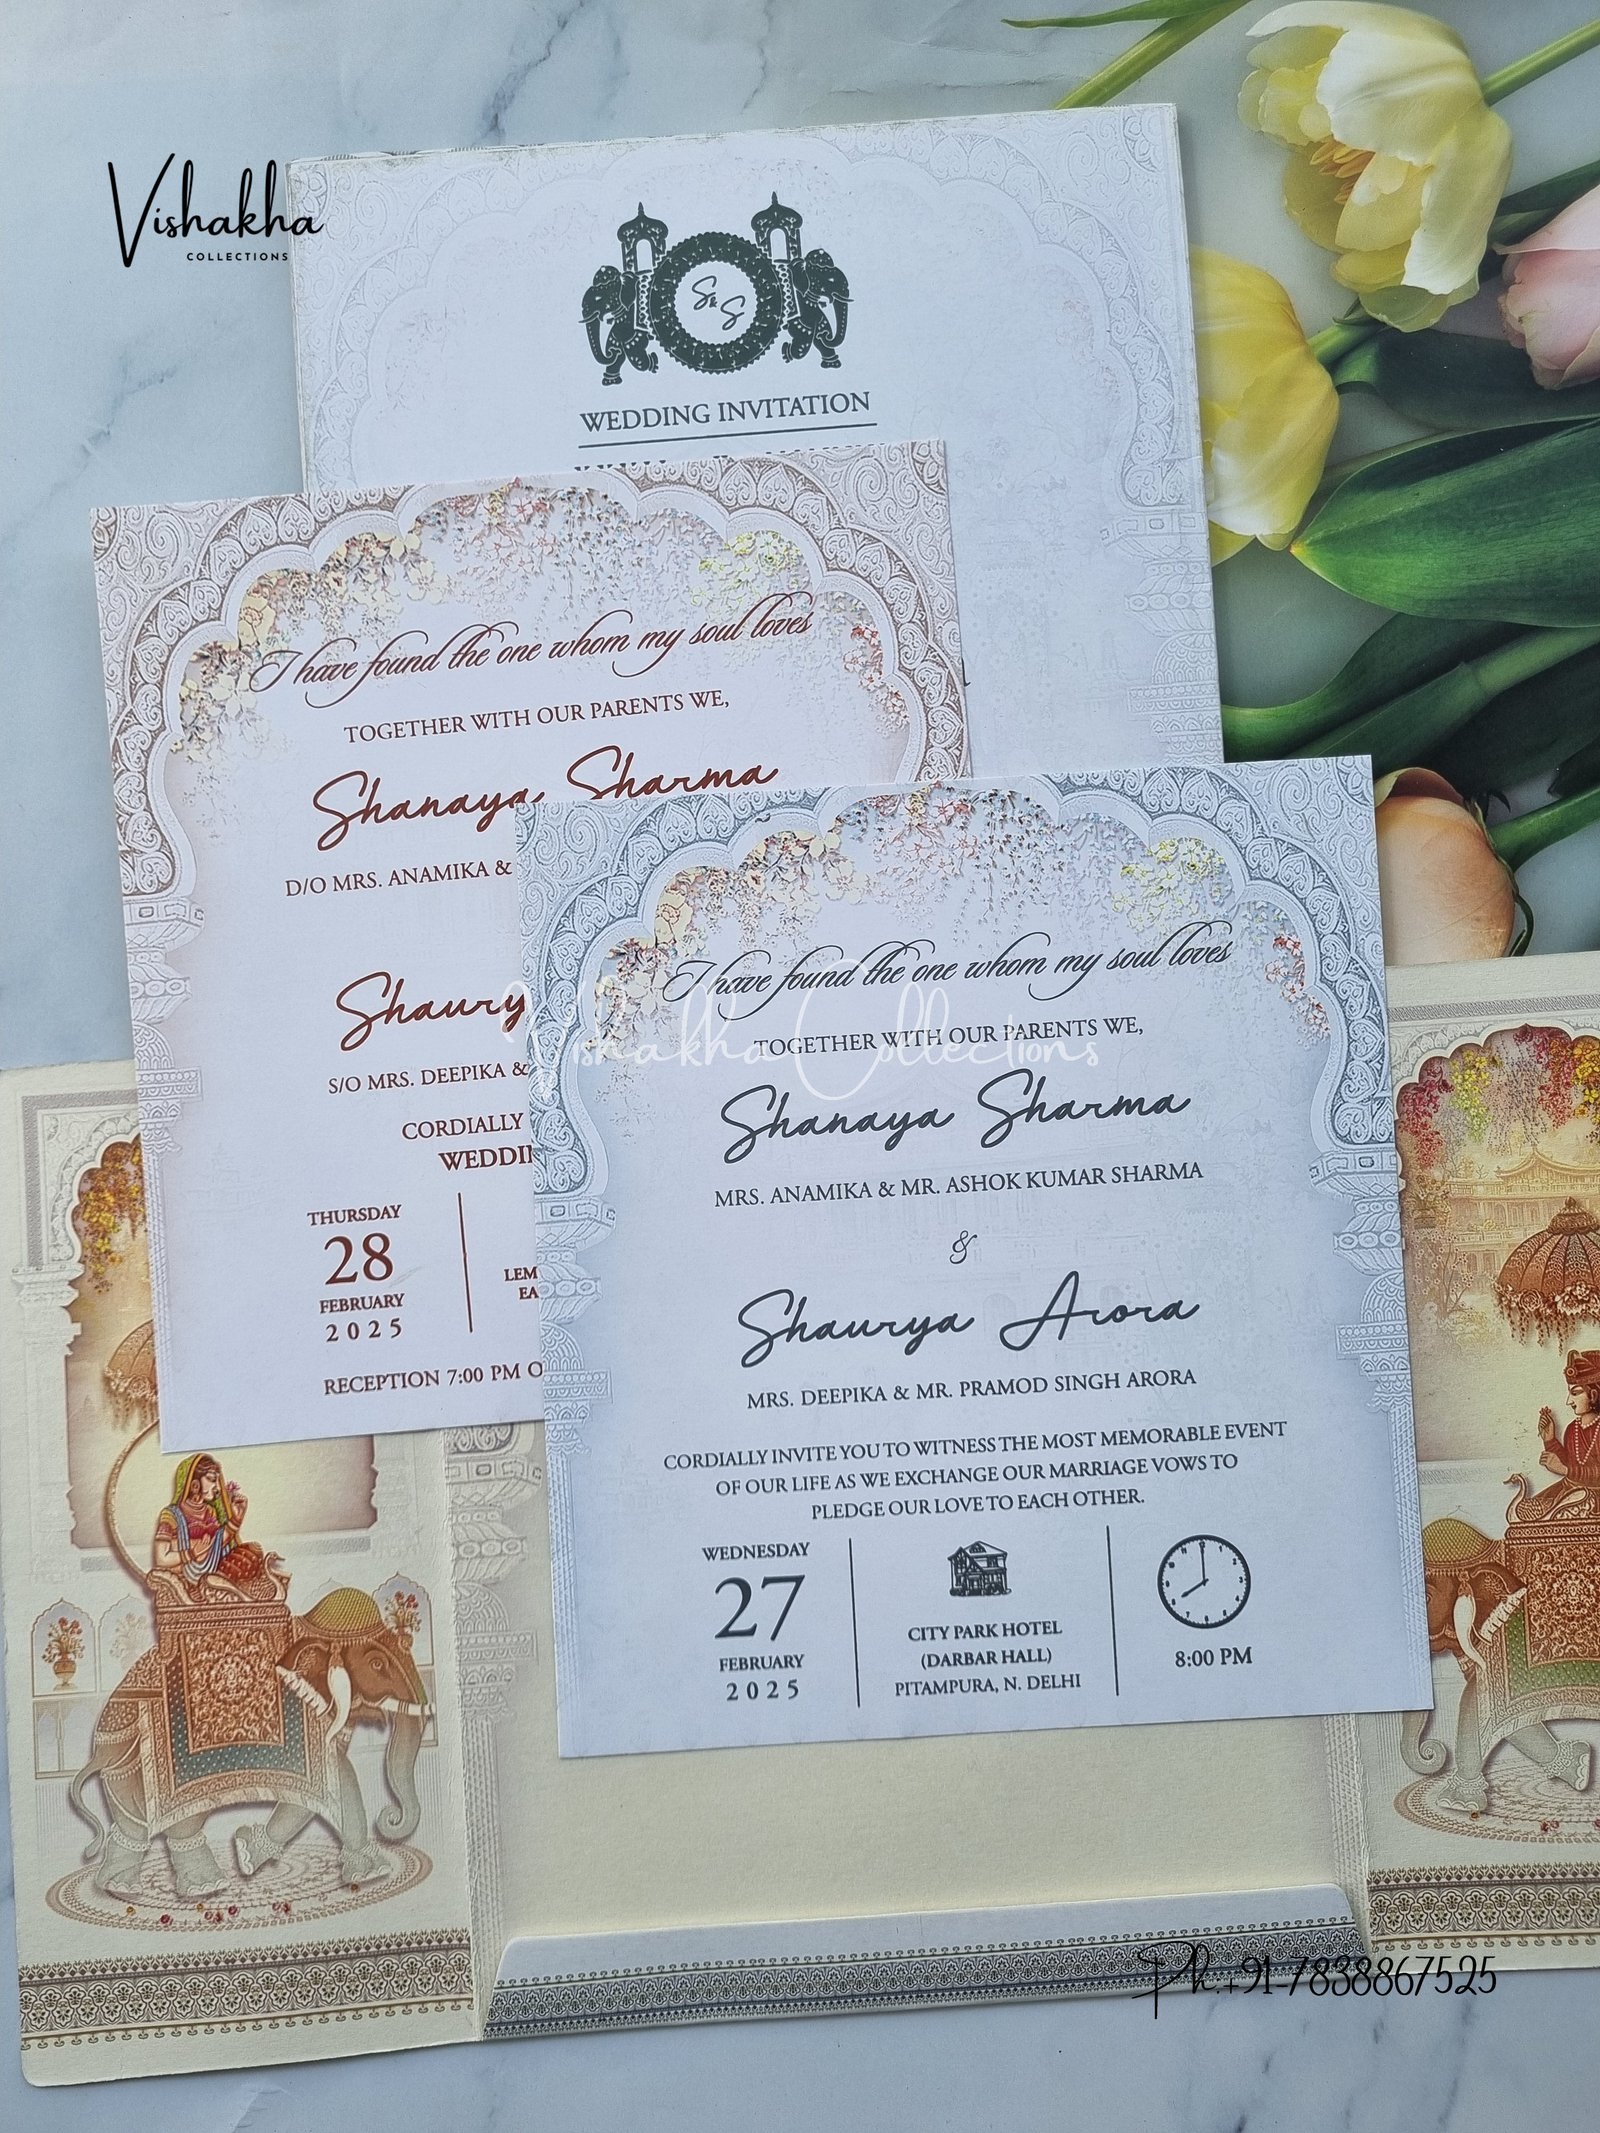 Vishakha
COLLECTIONS
S & S
WEDDING INVITATION
I have found the one whom my soul loves
TOGETHER WITH OUR PARENTS WE,
Shanaya Sharma
D/O MRS. ANAMIKA &
S/O MRS. DEEPIKA &
CORDIALLY
THURSDAY
28
FEBRUARY
2025
RECEPTION 7:00 PM
I have found the one whom my soul loves
Vishakha Collections
TOGETHER WITH OUR PARENTS WE,
Shanaya Sharma
MRS. ANAMIKA & MR. ASHOK KUMAR SHARMA
&
Shaurya Arora
MRS. DEEPIKA & MR. PRAMOD SINGH ARORA
CORDIALLY INVITE YOU TO WITNESS THE MOST MEMORABLE EVENT
OF OUR LIFE AS WE EXCHANGE OUR MARRIAGE VOWS TO
PLEDGE OUR LOVE TO EACH OTHER.
WEDNESDAY
27
FEBRUARY
2025
CITY PARK HOTEL
(DARBAR HALL)
PITAMPURA, N. DELHI
8:00 PM
Ph.+91-7838867525